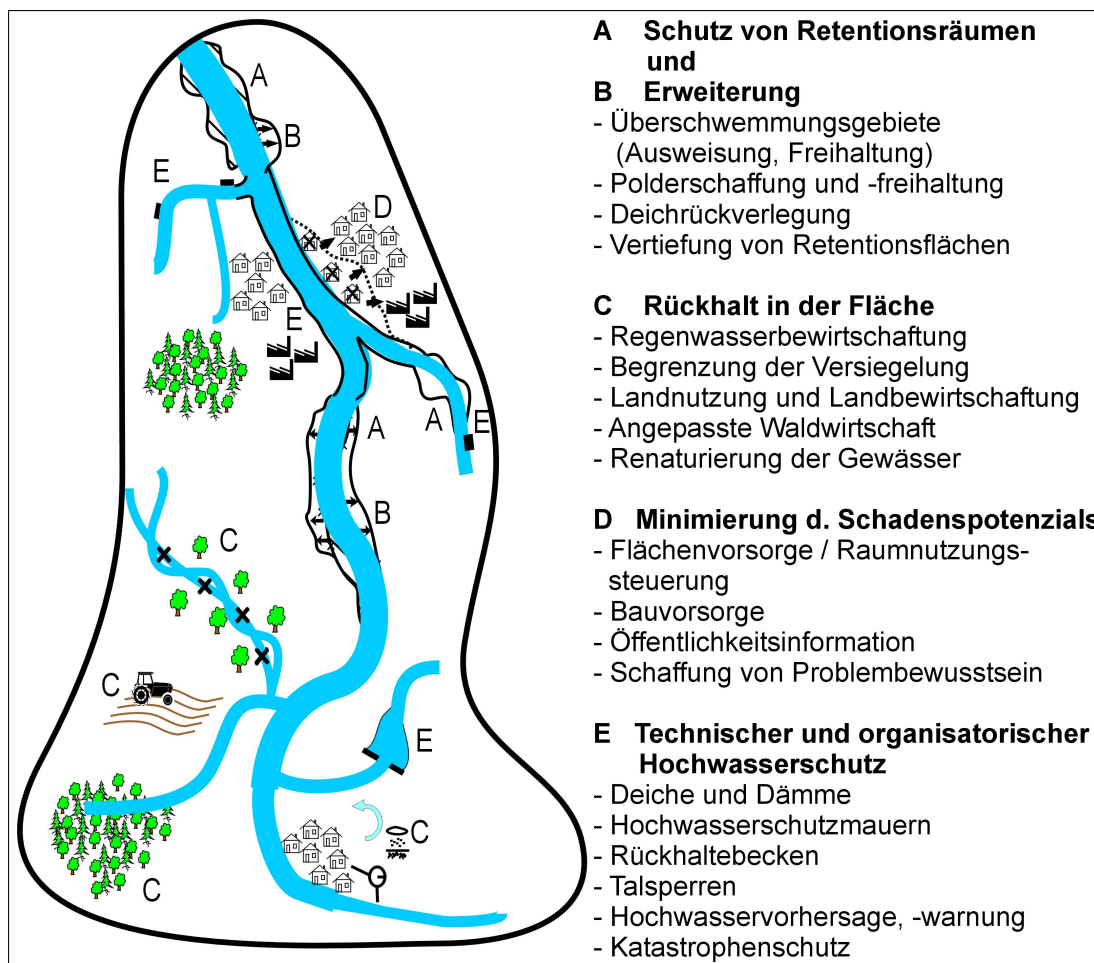 A Schutz von Retentionsräumen
und
B Erweiterung
- Überschwemmungsgebiete
(Ausweisung, Freihaltung)
- Polderschaffung und -freihaltung
- Deichrückverlegung
- Vertiefung von Retentionsflächen
C Rückhalt in der Fläche
- Regenwasserbewirtschaftung
- Begrenzung der Versiegelung
- Landnutzung und Landbewirtschaftung
- Angepasste Waldwirtschaft
- Renaturierung der Gewässer
D Minimierung d. Schadenspotenzials
- Flächenvorsorge / Raumnutzungs-
steuerung
- Bauvorsorge
- Öffentlichkeitsinformation
- Schaffung von Problembewusstsein
E Technischer und organisatorischer
Hochwasserschutz
- Deiche und Dämme
- Hochwasserschutzmauern
- Rückhaltebecken
- Talsperren
- Hochwasservorhersage, -warnung
- Katastrophenschutz
A
B
E
D
E
A
A
E
B
C
C
E
C
C